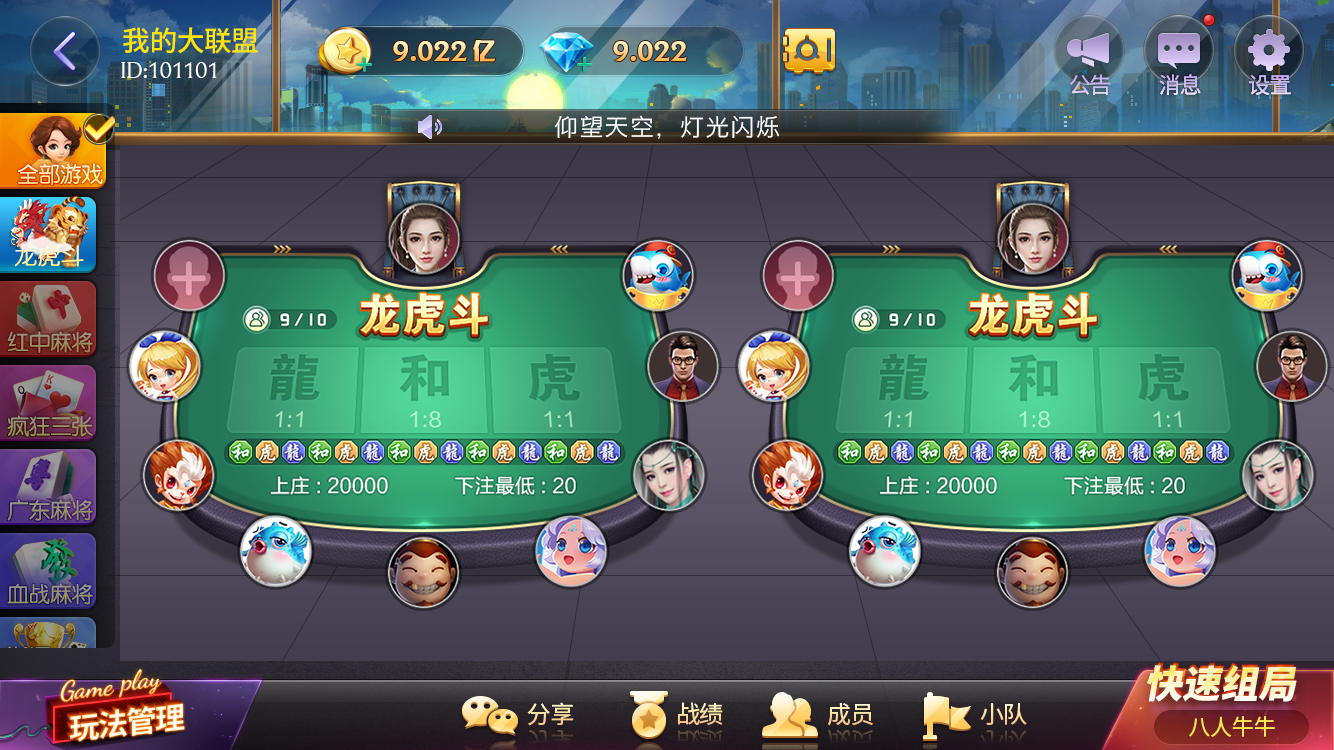 我的大联盟
ID:101101
9.022亿
9.022
公告
消息
设置
仰望天空，灯光闪烁
全部游戏
龙虎斗
红中麻将
疯狂三张
广东麻将
血战麻将
9/10
龙虎斗
龍 和 虎
1:1 1:8 1:1
和虎龍和虎龍和虎龍和虎龍和虎龍
上庄：20000 下注最低：20
9/10
龙虎斗
龍 和 虎
1:1 1:8 1:1
和虎龍和虎龍和虎龍和虎龍和虎龍
上庄：20000 下注最低：20
Game play
玩法管理
分享
战绩
成员
小队
快速组局
八人牛牛